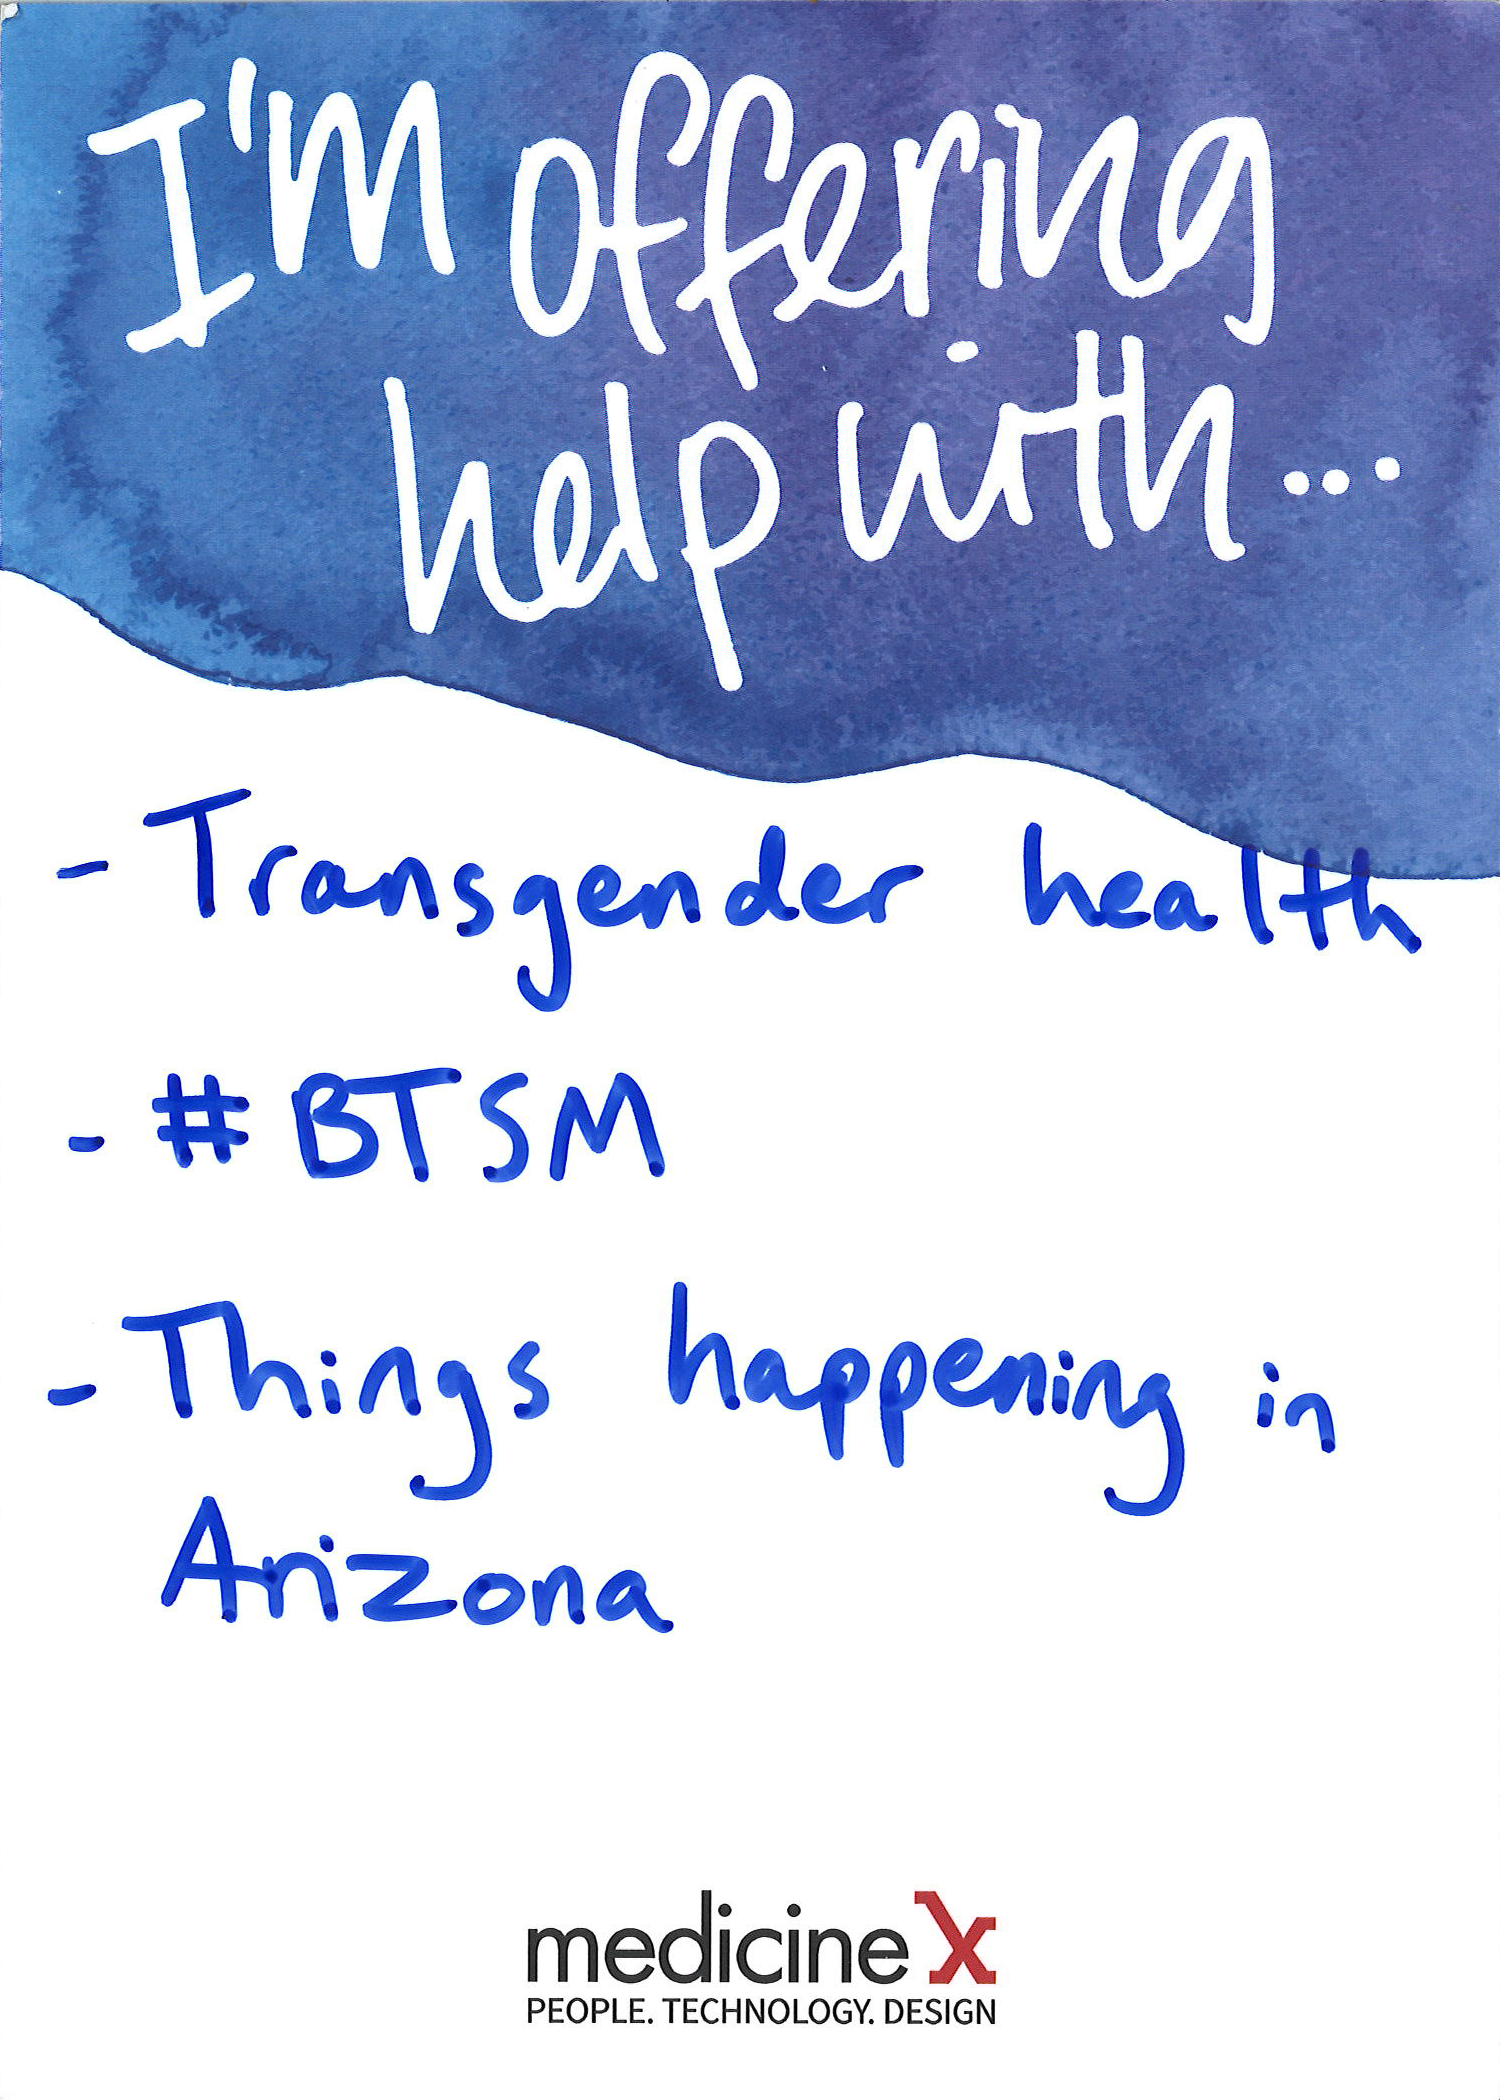 I'm offering
help with...
- Transgender health
- #BTSM
- Things happening in
Arizona
medicine X
PEOPLE. TECHNOLOGY. DESIGN